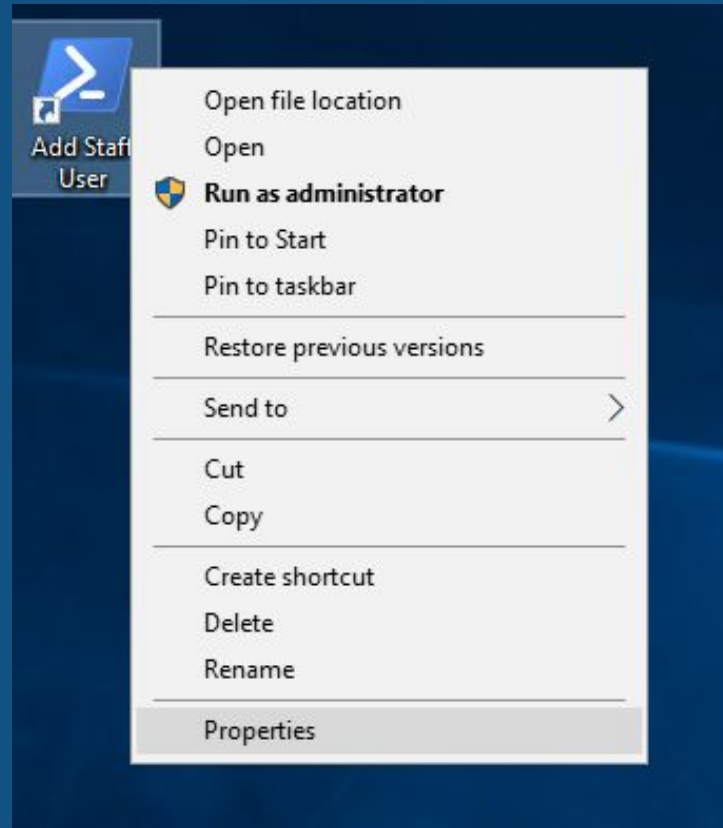 Add Staff
User
Open file location
Open
Run as administrator
Pin to Start
Pin to taskbar
Restore previous versions
Send to
Cut
Copy
Create shortcut
Delete
Rename
Properties